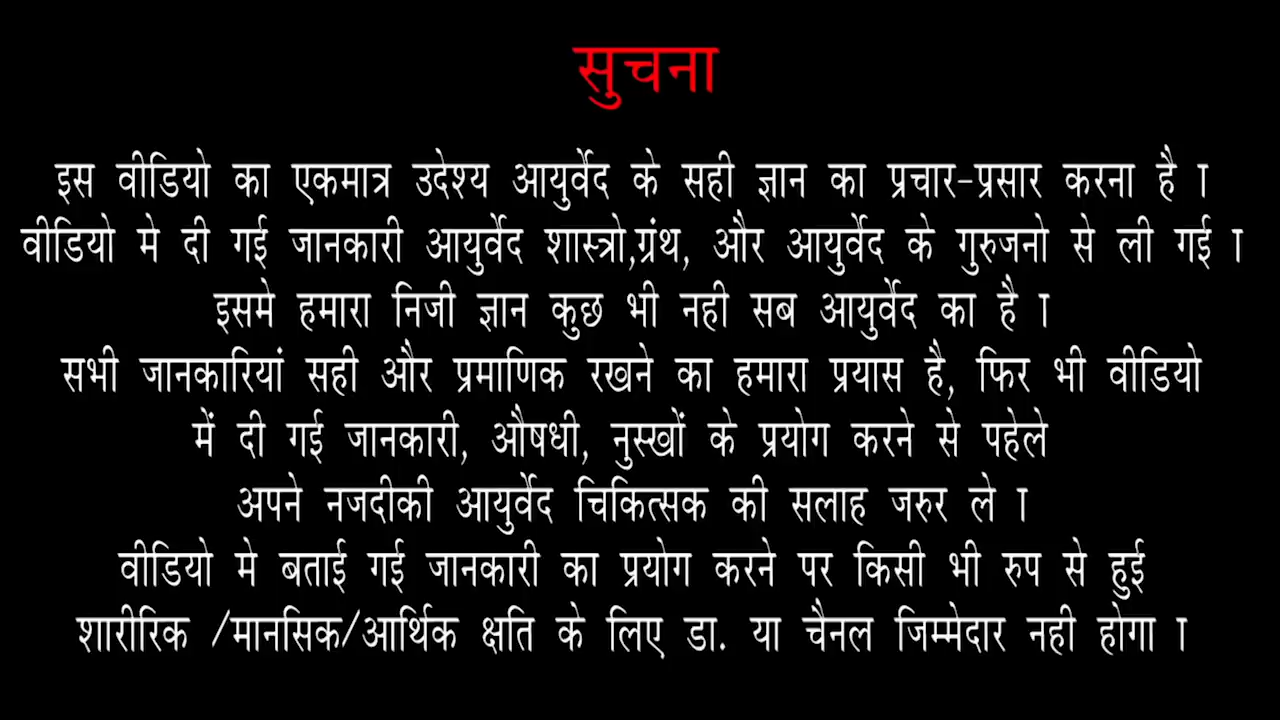 सुचना
इस वीडियो का एकमात्र उदेश्य आयुर्वेद के सही ज्ञान का प्रचार-प्रसार करना है ।
वीडियो मे दी गई जानकारी आयुर्वेद शास्त्रो,ग्रंथ, और आयुर्वेद के गुरुजनो से ली गई ।
इसमे हमारा निजी ज्ञान कुछ भी नही सब आयुर्वेद का है ।
सभी जानकारियां सही और प्रमाणिक रखने का हमारा प्रयास है, फिर भी वीडियो
में दी गई जानकारी, औषधी, नुस्खों के प्रयोग करने से पहेले
अपने नजदीकी आयुर्वेद चिकित्सक की सलाह जरुर ले ।
वीडियो मे बताई गई जानकारी का प्रयोग करने पर किसी भी रुप से हुई
शारीरिक /मानसिक/आर्थिक क्षति के लिए डा. या चैनल जिम्मेदार नही होगा ।